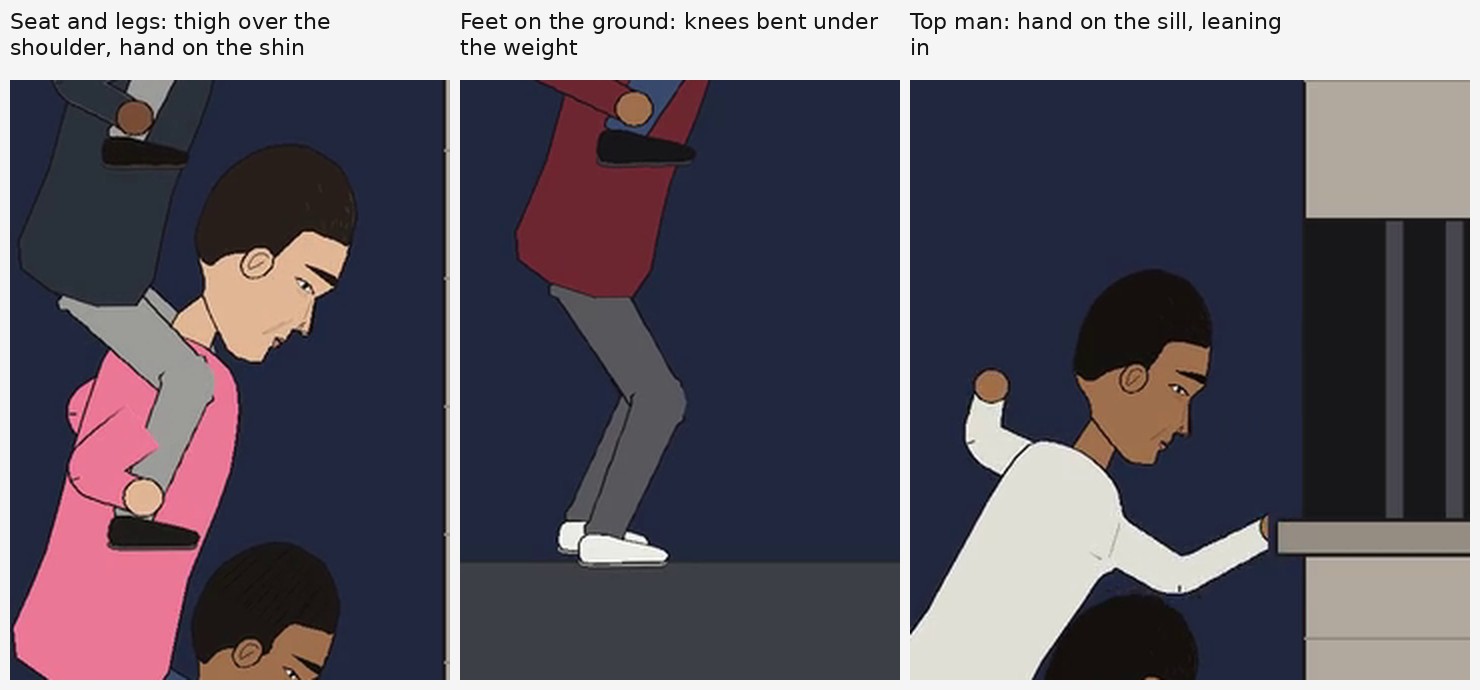 Seat and legs: thigh over the
shoulder, hand on the shin
Feet on the ground: knees bent under
the weight
Top man: hand on the sill, leaning
in